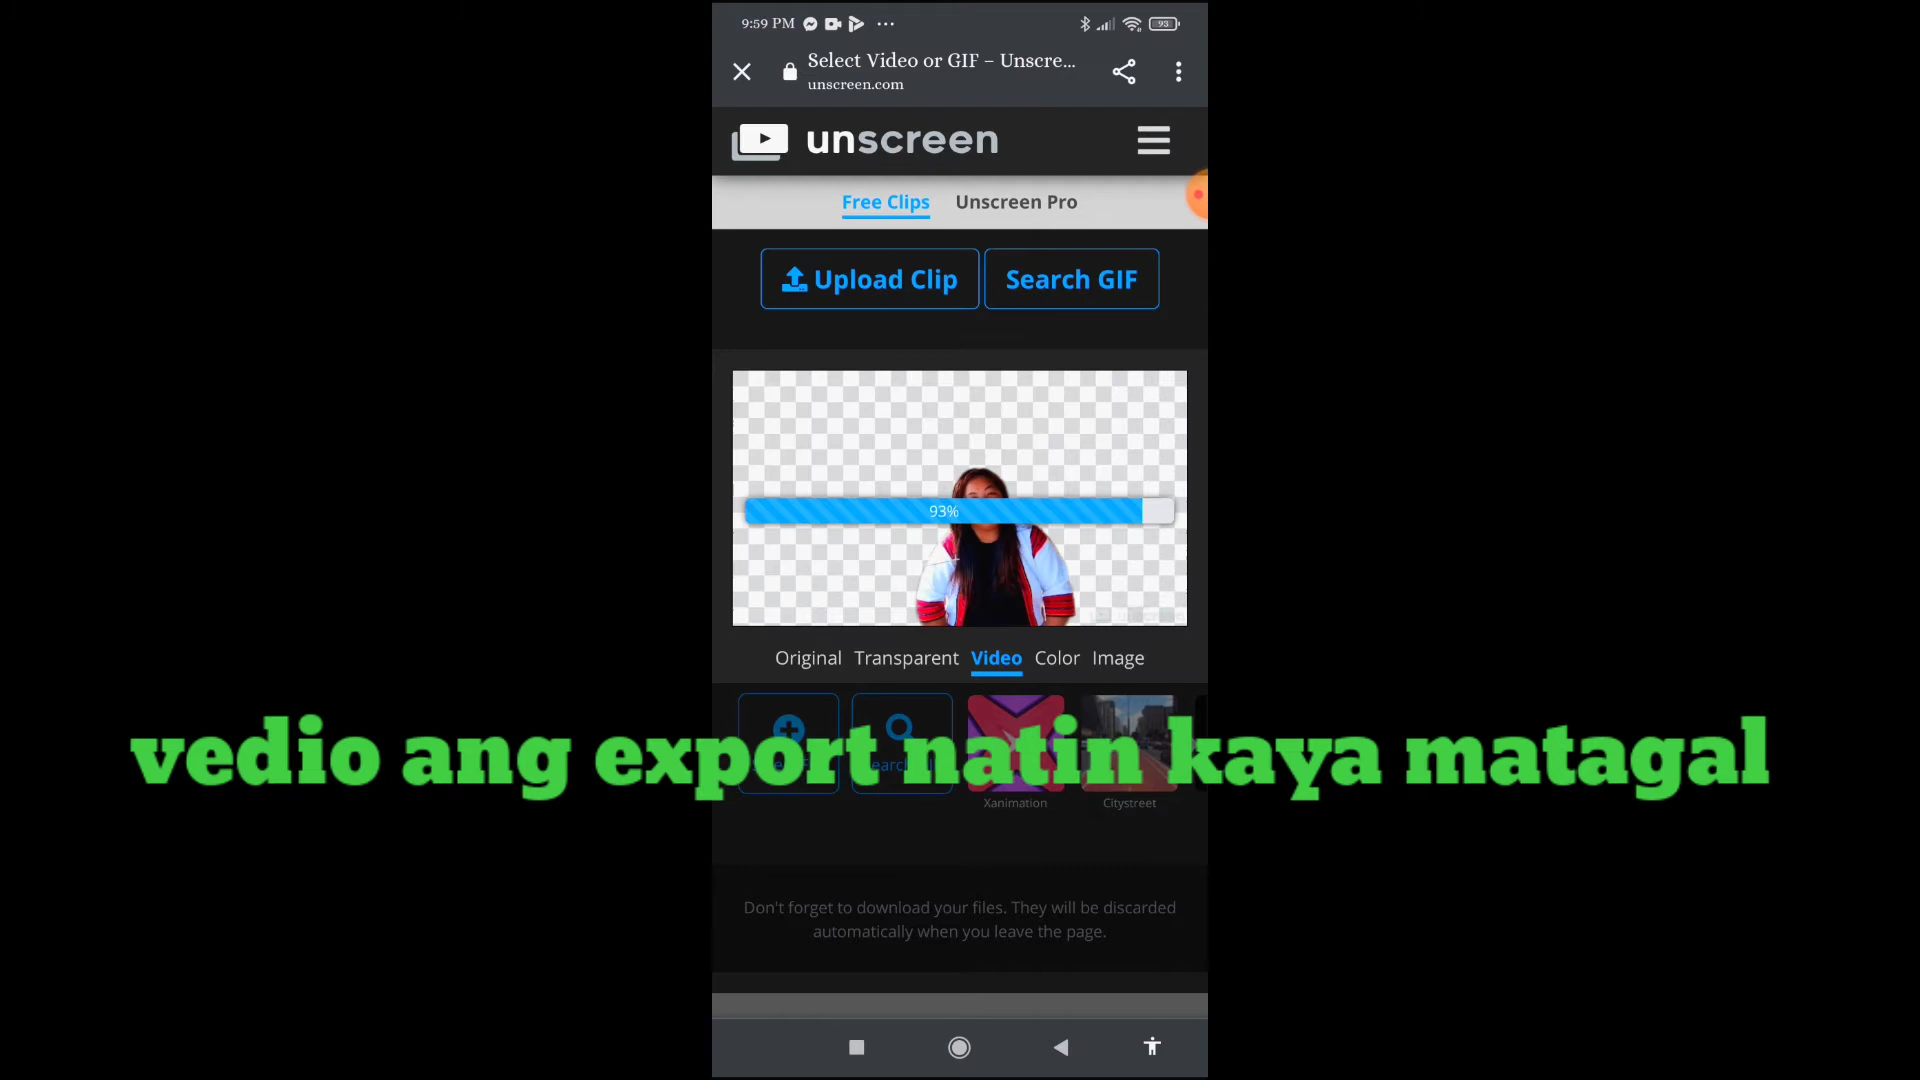 9:59 PM
93
Select Video or GIF – Unscre...
unscreen.com
unscreen
Free Clips Unscreen Pro
Upload Clip Search GIF
93%
Original Transparent Video Color Image
vedio ang export natin kaya matagal
Xanimation Citystreet
Don't forget to download your files. They will be discarded
automatically when you leave the page.